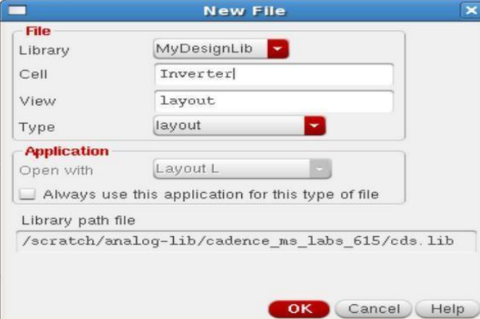 New File
File
Library MyDesignLib
Cell Inverter
View layout
Type layout
Application
Open with Layout L
Always use this application for this type of file
Library path file
/scratch/analog-lib/cadence_ms_labs_615/cds.lib
OK Cancel Help